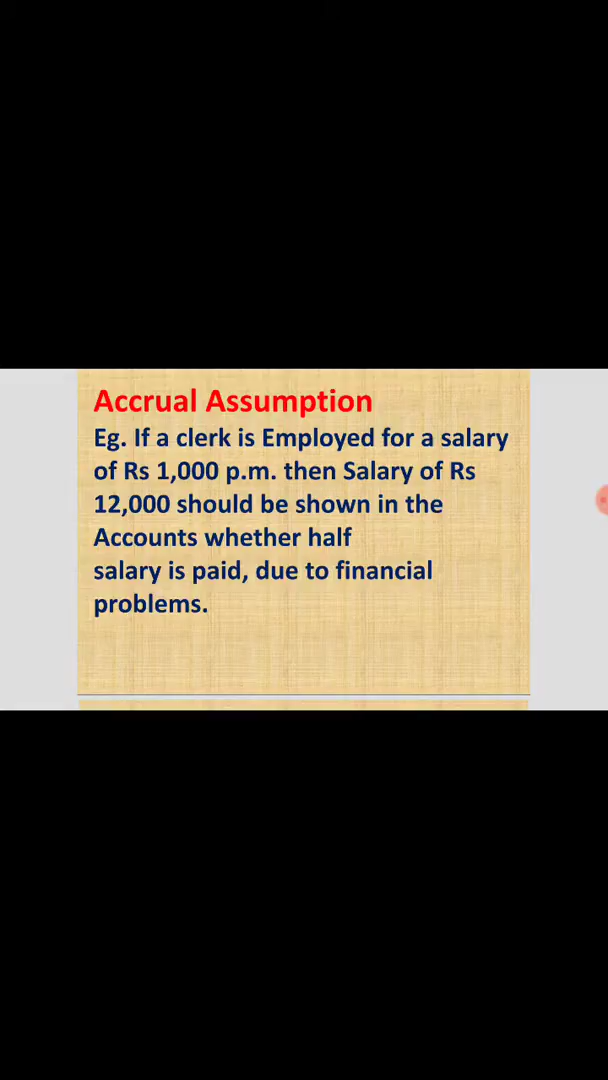 Accrual Assumption
Eg. If a clerk is Employed for a salary
of Rs 1,000 p.m. then Salary of Rs
12,000 should be shown in the
Accounts whether half
salary is paid, due to financial
problems.